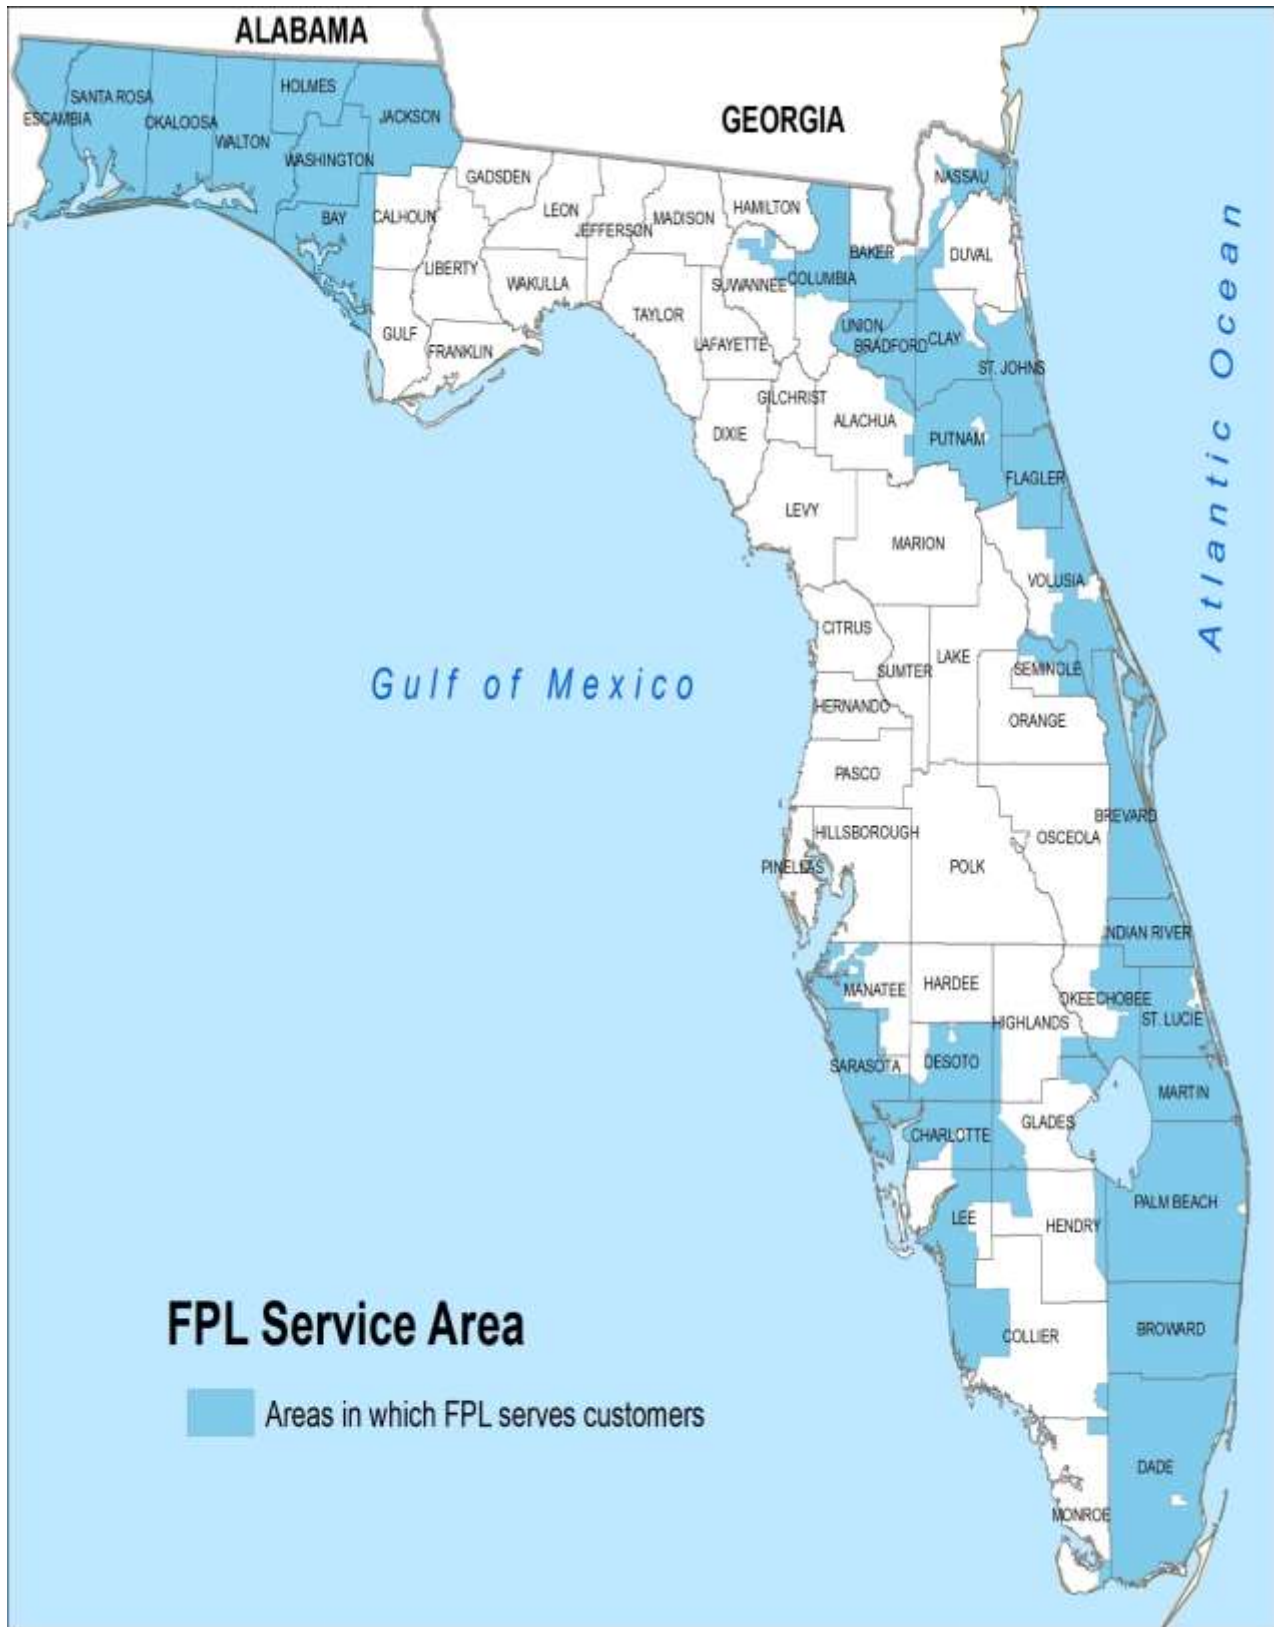 ALABAMA
GEORGIA
HOLMES
SANTA ROSA
ESCAMBIA
OKALOOSA
JACKSON
WALTON
WASHINGTON
BAY
CALHOUN
GADSDEN
LEON
JEFFERSON
MADISON
HAMILTON
NASSAU
BAKER
DUVAL
LIBERTY
WAKULLA
SUWANNEE
COLUMBIA
TAYLOR
GULF
FRANKLIN
LAFAYETTE
UNION
BRADFORD
CLAY
ST. JOHNS
GILCHRIST
ALACHUA
DIXIE
PUTNAM
FLAGLER
LEVY
MARION
VOLUSIA
Atlantic Ocean
CITRUS
SUMTER
LAKE
SEMINOLE
Gulf of Mexico
HERNANDO
ORANGE
PASCO
BREVARD
HILLSBOROUGH
OSCEOLA
PINELLAS
POLK
INDIAN RIVER
MANATEE
HARDEE
OKEECHOBEE
HIGHLANDS
ST. LUCIE
SARASOTA
DESOTO
MARTIN
GLADES
CHARLOTTE
PALM BEACH
LEE
HENDRY
FPL Service Area
COLLIER
BROWARD
Areas in which FPL serves customers
DADE
MONROE